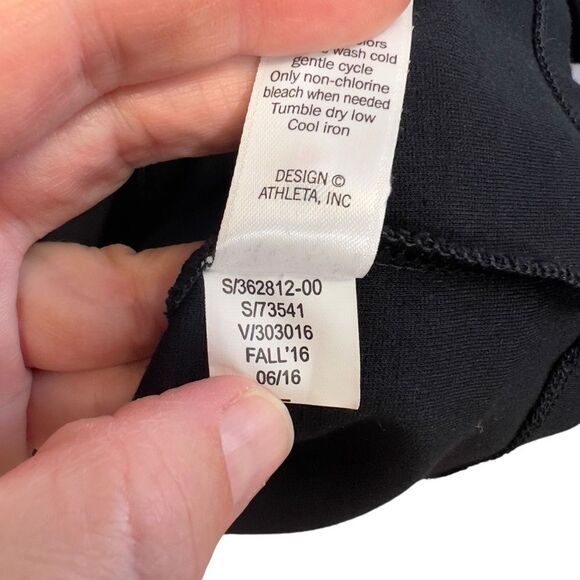 wash cold
gentle cycle
Only non-chlorine
bleach when needed
Tumble dry low
Cool iron
DESIGN ©
ATHLETA, INC
S/362812-00
S/73541
V/303016
FALL'16
06/16